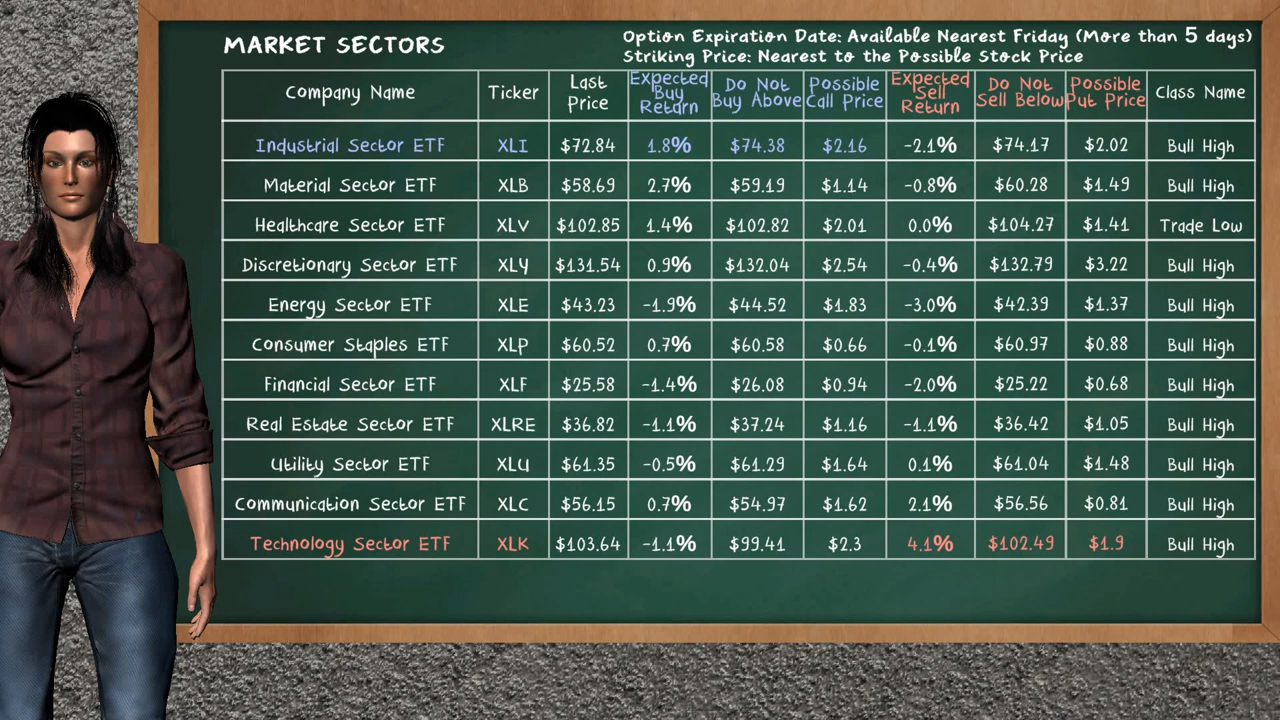 MARKET SECTORS
Option Expiration Date: Available Nearest Friday (More than 5 days)
Striking Price: Nearest to the Possible Stock Price
Company Name Ticker Last Price Expected Buy Return Do Not Buy Above Possible Call Price Expected Sell Return Do Not Sell Below Possible Put Price Class Name
Industrial Sector ETF XLI $72.84 1.8% $74.38 $2.16 -2.1% $74.17 $2.02 Bull High
Material Sector ETF XLB $58.69 2.7% $59.19 $1.14 -0.8% $60.28 $1.49 Bull High
Healthcare Sector ETF XLV $102.85 1.4% $102.82 $2.01 0.0% $104.27 $1.41 Trade Low
Discretionary Sector ETF XLY $131.54 0.9% $132.04 $2.54 -0.4% $132.79 $3.22 Bull High
Energy Sector ETF XLE $43.23 -1.9% $44.52 $1.83 -3.0% $42.39 $1.37 Bull High
Consumer Staples ETF XLP $60.52 0.7% $60.58 $0.66 -0.1% $60.97 $0.88 Bull High
Financial Sector ETF XLF $25.58 -1.4% $26.08 $0.94 -2.0% $25.22 $0.68 Bull High
Real Estate Sector ETF XLRE $36.82 -1.1% $37.24 $1.16 -1.1% $36.42 $1.05 Bull High
Utility Sector ETF XLU $61.35 -0.5% $61.29 $1.64 0.1% $61.04 $1.48 Bull High
Communication Sector ETF XLC $56.15 0.7% $54.97 $1.62 2.1% $56.56 $0.81 Bull High
Technology Sector ETF XLK $103.64 -1.1% $99.41 $2.3 4.1% $102.49 $1.9 Bull High